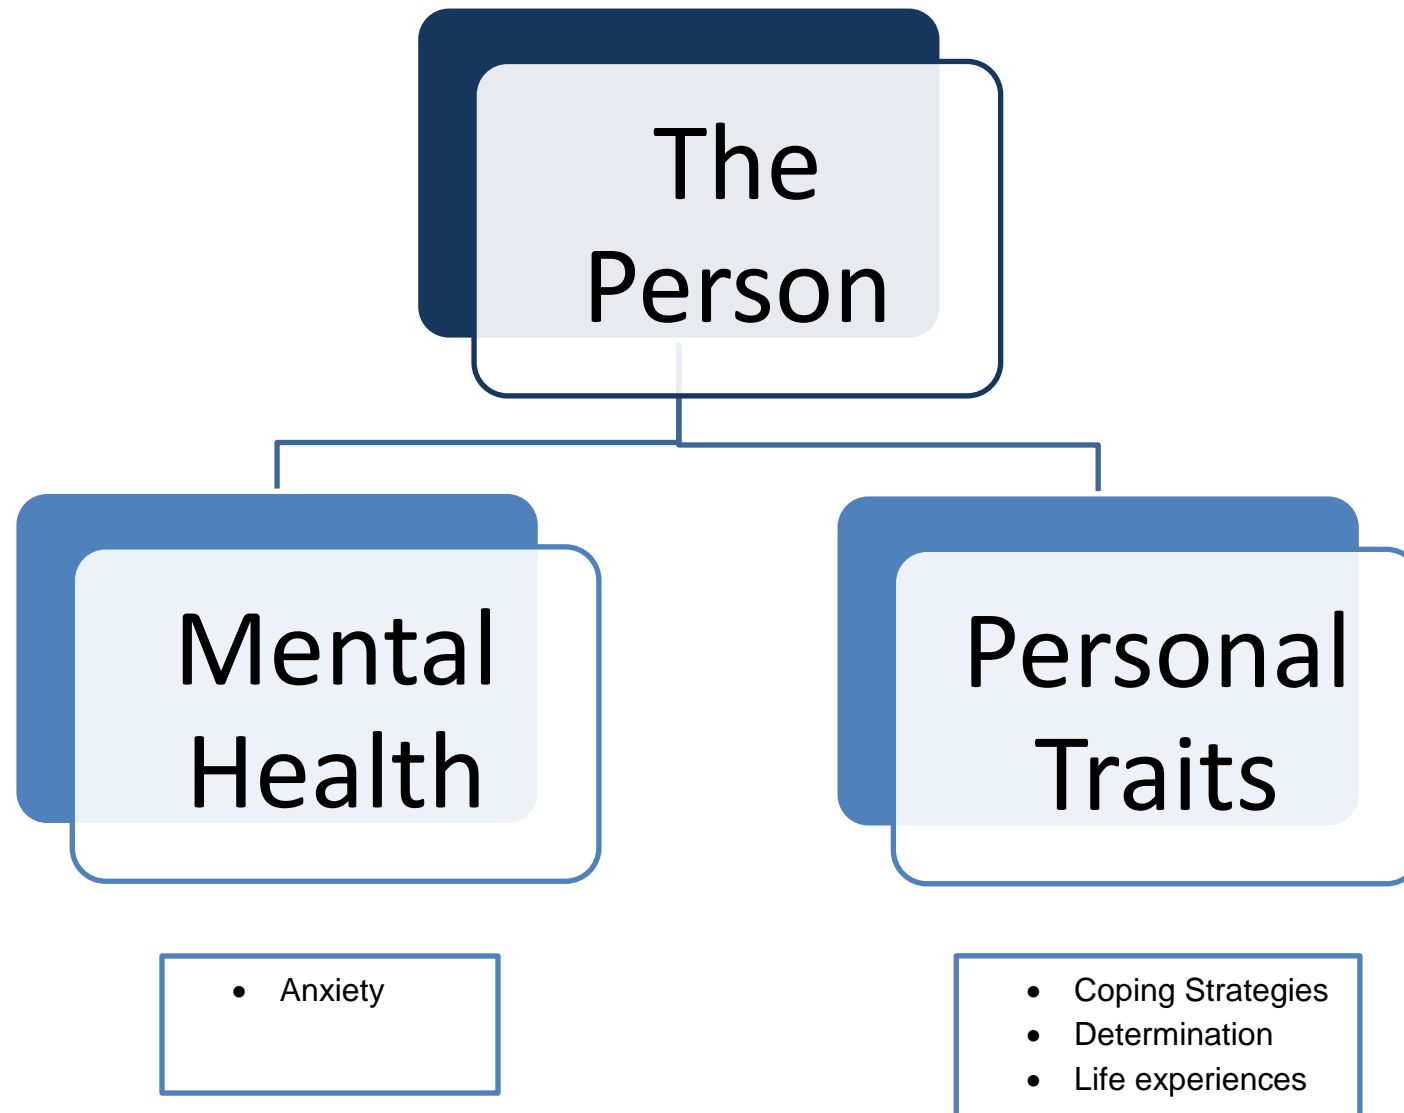 The
Person
Mental
Health
Personal
Traits
• Anxiety
• Coping Strategies
• Determination
• Life experiences